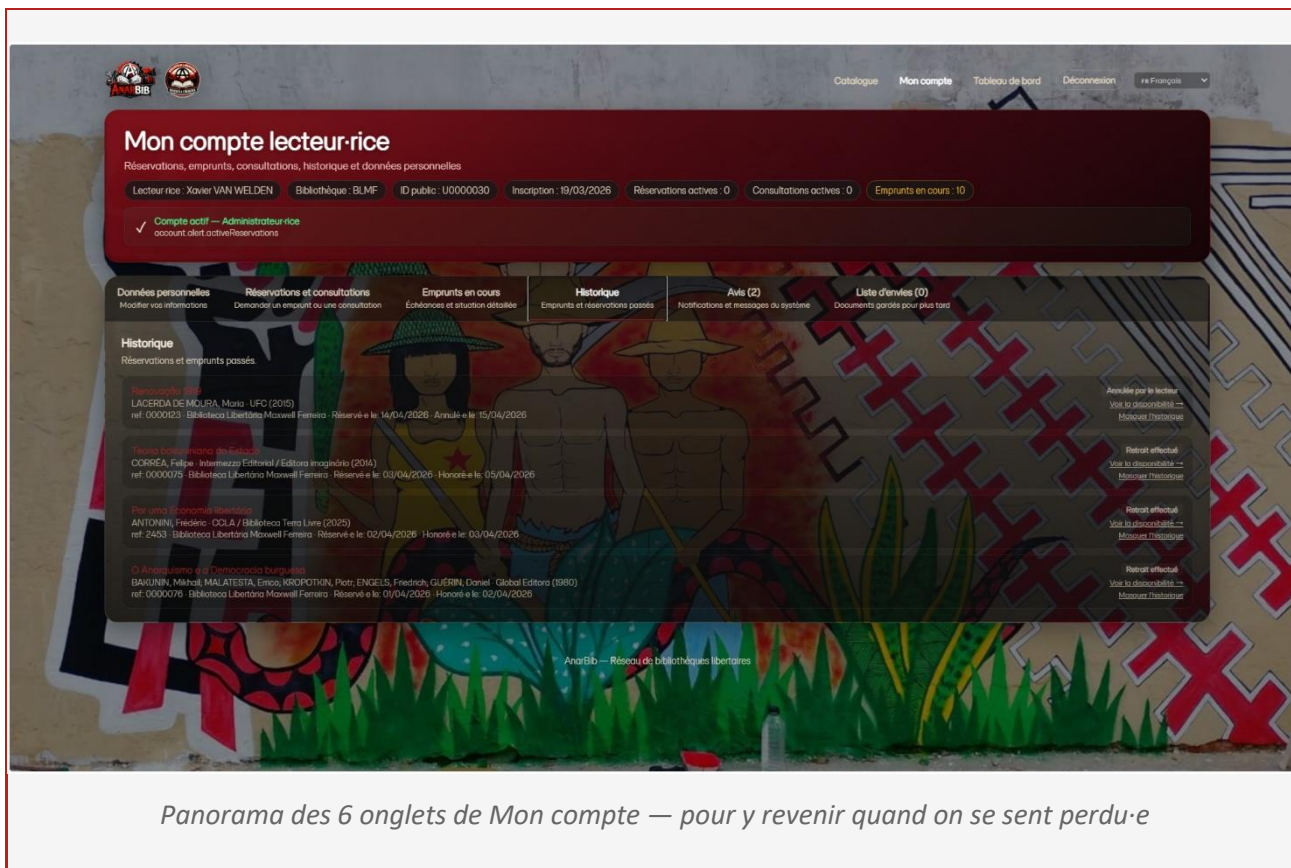 ANARBIB
Catalogue
Mon compte
Tableau de bord
Déconnexion
FR Français
Mon compte lecteur·rice
Réservations, emprunts, consultations, historique et données personnelles
Lecteur·rice : Xavier VAN WELDEN
Bibliothèque : BLMF
ID public : U0000030
Inscription : 19/03/2026
Réservations actives : 0
Consultations actives : 0
Emprunts en cours : 10
✓ Compte actif — Administrateur·rice
account.alert.activeReservations
Données personnelles
Modifier vos informations
Réservations et consultations
Demander un emprunt ou une consultation
Emprunts en cours
Échéances et situation détaillée
Historique
Emprunts et réservations passés
Avis (2)
Notifications et messages du système
Liste d'envies (0)
Documents gardés pour plus tard
Historique
Réservations et emprunts passés.
Renovação 1919
LACERDA DE MOURA, Maria · UFC (2015)
ref: 0000123 · Biblioteca Libertária Maxwell Ferreira · Réservé·e le: 14/04/2026 · Annulé·e le: 15/04/2026
Annulée par le lecteur
Voir la disponibilité →
Masquer l'historique
Teoria bakuniniana do Estado
CORRÊA, Felipe · Intermezzo Editorial / Editora imaginário (2014)
ref: 0000075 · Biblioteca Libertária Maxwell Ferreira · Réservé·e le: 03/04/2026 · Honoré·e le: 05/04/2026
Retrait effectué
Voir la disponibilité →
Masquer l'historique
Por uma Economia libertária
ANTONINI, Frédéric · CCLA / Biblioteca Terra Livre (2025)
ref: 2453 · Biblioteca Libertária Maxwell Ferreira · Réservé·e le: 02/04/2026 · Honoré·e le: 03/04/2026
Retrait effectué
Voir la disponibilité →
Masquer l'historique
O Anarquismo e a Democracia burguesa
BAKUNIN, Mikhail, MALATESTA, Errico, KROPOTKIN, Piotr, ENGELS, Friedrich, GUÉRIN, Daniel · Global Editora (1980)
ref: 0000076 · Biblioteca Libertária Maxwell Ferreira · Réservé·e le: 01/04/2026 · Honoré·e le: 02/04/2026
Retrait effectué
Voir la disponibilité →
Masquer l'historique
AnarBib — Réseau de bibliothèques libertaires
Panorama des 6 onglets de Mon compte — pour y revenir quand on se sent perdu·e